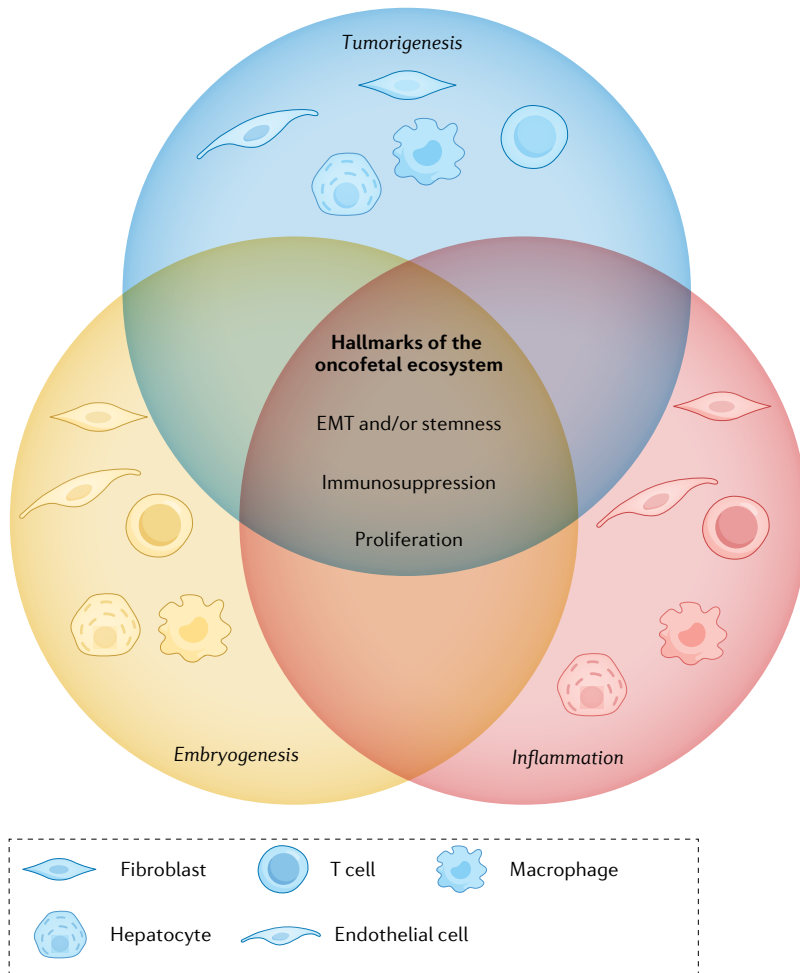 Tumorigenesis
Hallmarks of the
oncofetal ecosystem
EMT and/or stemness
Immunosuppression
Proliferation
Embryogenesis
Inflammation
Fibroblast
T cell
Macrophage
Hepatocyte
Endothelial cell